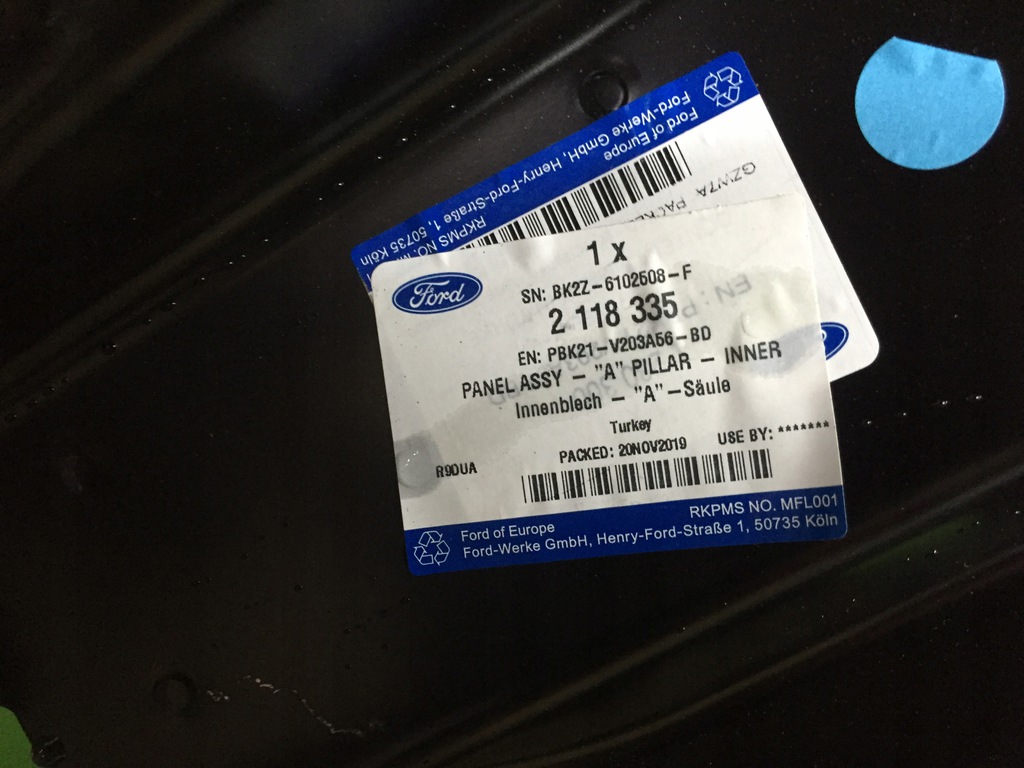 Ford of Europe
Ford-Werke GmbH, Henry-Ford-Straße 1, 50735 Köln
RKPMS NO.
GZW7A
1 x
Ford
SN: BK2Z-6102508-F
2 118 335
EN: PBK21-V203A56-BD
PANEL ASSY - "A" PILLAR - INNER
Innenblech - "A"-Säule
Turkey
PACKED: 20NOV2019 USE BY: *******
R9DUA
RKPMS NO. MFL001
Ford of Europe
Ford-Werke GmbH, Henry-Ford-Straße 1, 50735 Köln